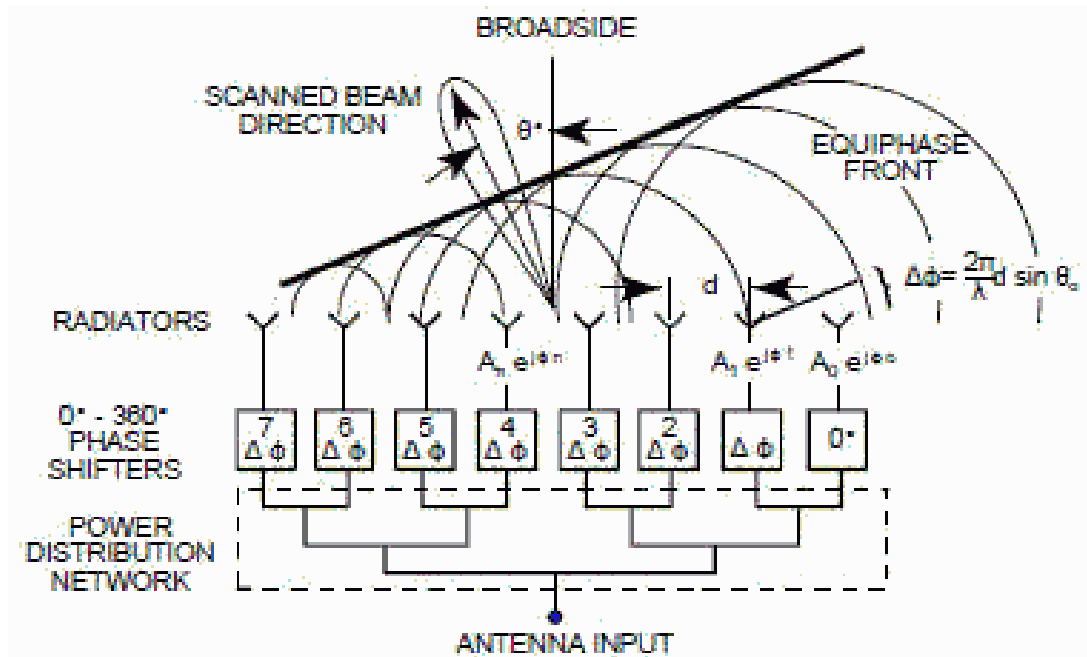 BROADSIDE
SCANNED BEAM
DIRECTION
θ°
EQUIPHASE
FRONT
d
Δϕ = 2π/λ d sin θₒ
RADIATORS
Aₙ e^jϕn
A₁ e^jϕ1
A₀ e^jϕo
0° - 360°
PHASE
SHIFTERS
7 Δϕ
6 Δϕ
5 Δϕ
4 Δϕ
3 Δϕ
2 Δϕ
Δϕ
0°
POWER
DISTRIBUTION
NETWORK
ANTENNA INPUT